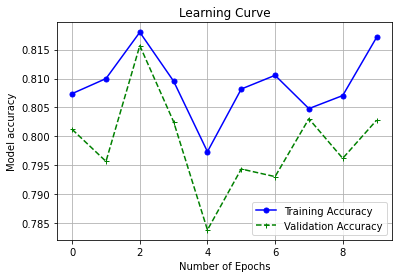 Learning Curve
0.815
0.810
0.805
0.800
0.795
0.790
0.785
Model accuracy
Training Accuracy
Validation Accuracy
0 2 4 6 8
Number of Epochs